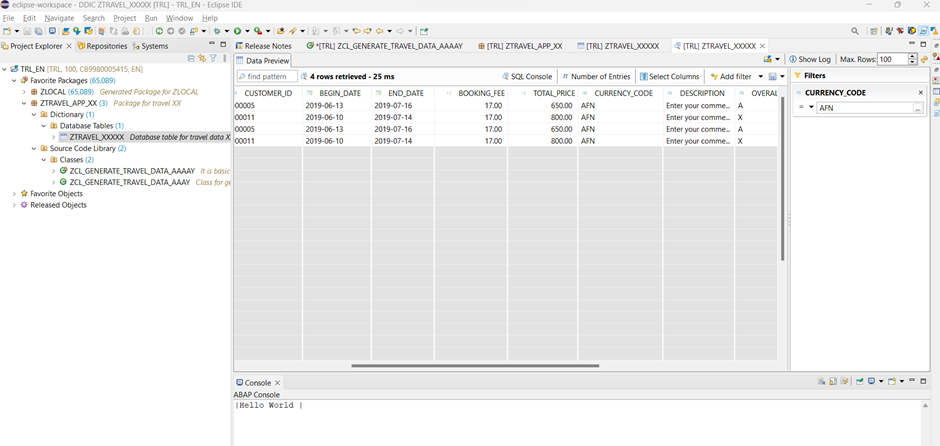 eclipse-workspace - DDIC ZTRAVEL_XXXXX [TRL] - TRL_EN - Eclipse IDE
File Edit Navigate Search Project Run Window Help
Project Explorer Repositories Systems
TRL_EN [TRL, 100, CB9980005415, EN]
Favorite Packages (65,089)
ZLOCAL (65,089) Generated Package for ZLOCAL
ZTRAVEL_APP_XX (3) Package for travel XX
Dictionary (1)
Database Tables (1)
ZTRAVEL_XXXXX Database table for travel data X
Source Code Library (2)
Classes (2)
ZCL_GENERATE_TRAVEL_DATA_AAAAY It is basic
ZCL_GENERATE_TRAVEL_DATA_AAAY Class for ge
Favorite Objects
Released Objects
Release Notes *[TRL] ZCL_GENERATE_TRAVEL_DATA_AAAAY [TRL] ZTRAVEL_APP_XX [TRL] ZTRAVEL_XXXXX [TRL] ZTRAVEL_XXXXX
Data Preview Show Log Max. Rows: 100
find pattern 4 rows retrieved - 25 ms SQL Console Number of Entries Select Columns Add filter
CUSTOMER_ID BEGIN_DATE END_DATE BOOKING_FEE TOTAL_PRICE CURRENCY_CODE DESCRIPTION OVERAL
00005 2019-06-13 2019-07-16 17.00 650.00 AFN Enter your comme... A
00011 2019-06-10 2019-07-14 17.00 800.00 AFN Enter your comme... X
00005 2019-06-13 2019-07-16 17.00 650.00 AFN Enter your comme... A
00011 2019-06-10 2019-07-14 17.00 800.00 AFN Enter your comme... X
Filters
CURRENCY_CODE
= AFN ...
Console
ABAP Console
|Hello World |